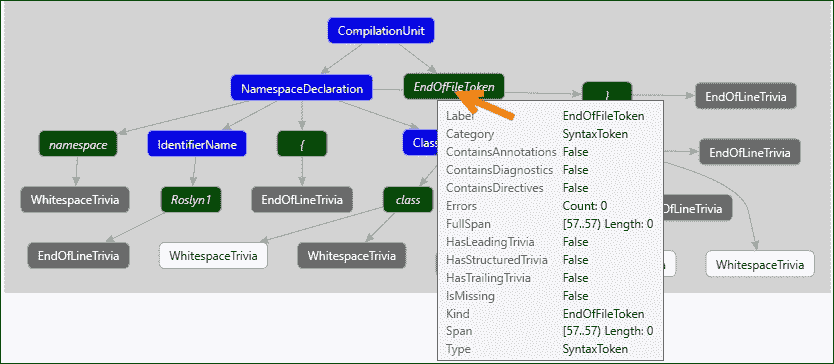 CompilationUnit
NamespaceDeclaration
EndOfFileToken
}
EndOfLineTrivia
namespace
IdentifierName
{
Class
EndOfLineTrivia
WhitespaceTrivia
Roslyn1
EndOfLineTrivia
class
dOfLineTrivia
EndOfLineTrivia
WhitespaceTrivia
WhitespaceTrivia
a
WhitespaceTrivia
Label EndOfFileToken
Category SyntaxToken
ContainsAnnotations False
ContainsDiagnostics False
ContainsDirectives False
Errors Count: 0
FullSpan [57..57) Length: 0
HasLeadingTrivia False
HasStructuredTrivia False
HasTrailingTrivia False
IsMissing False
Kind EndOfFileToken
Span [57..57) Length: 0
Type SyntaxToken